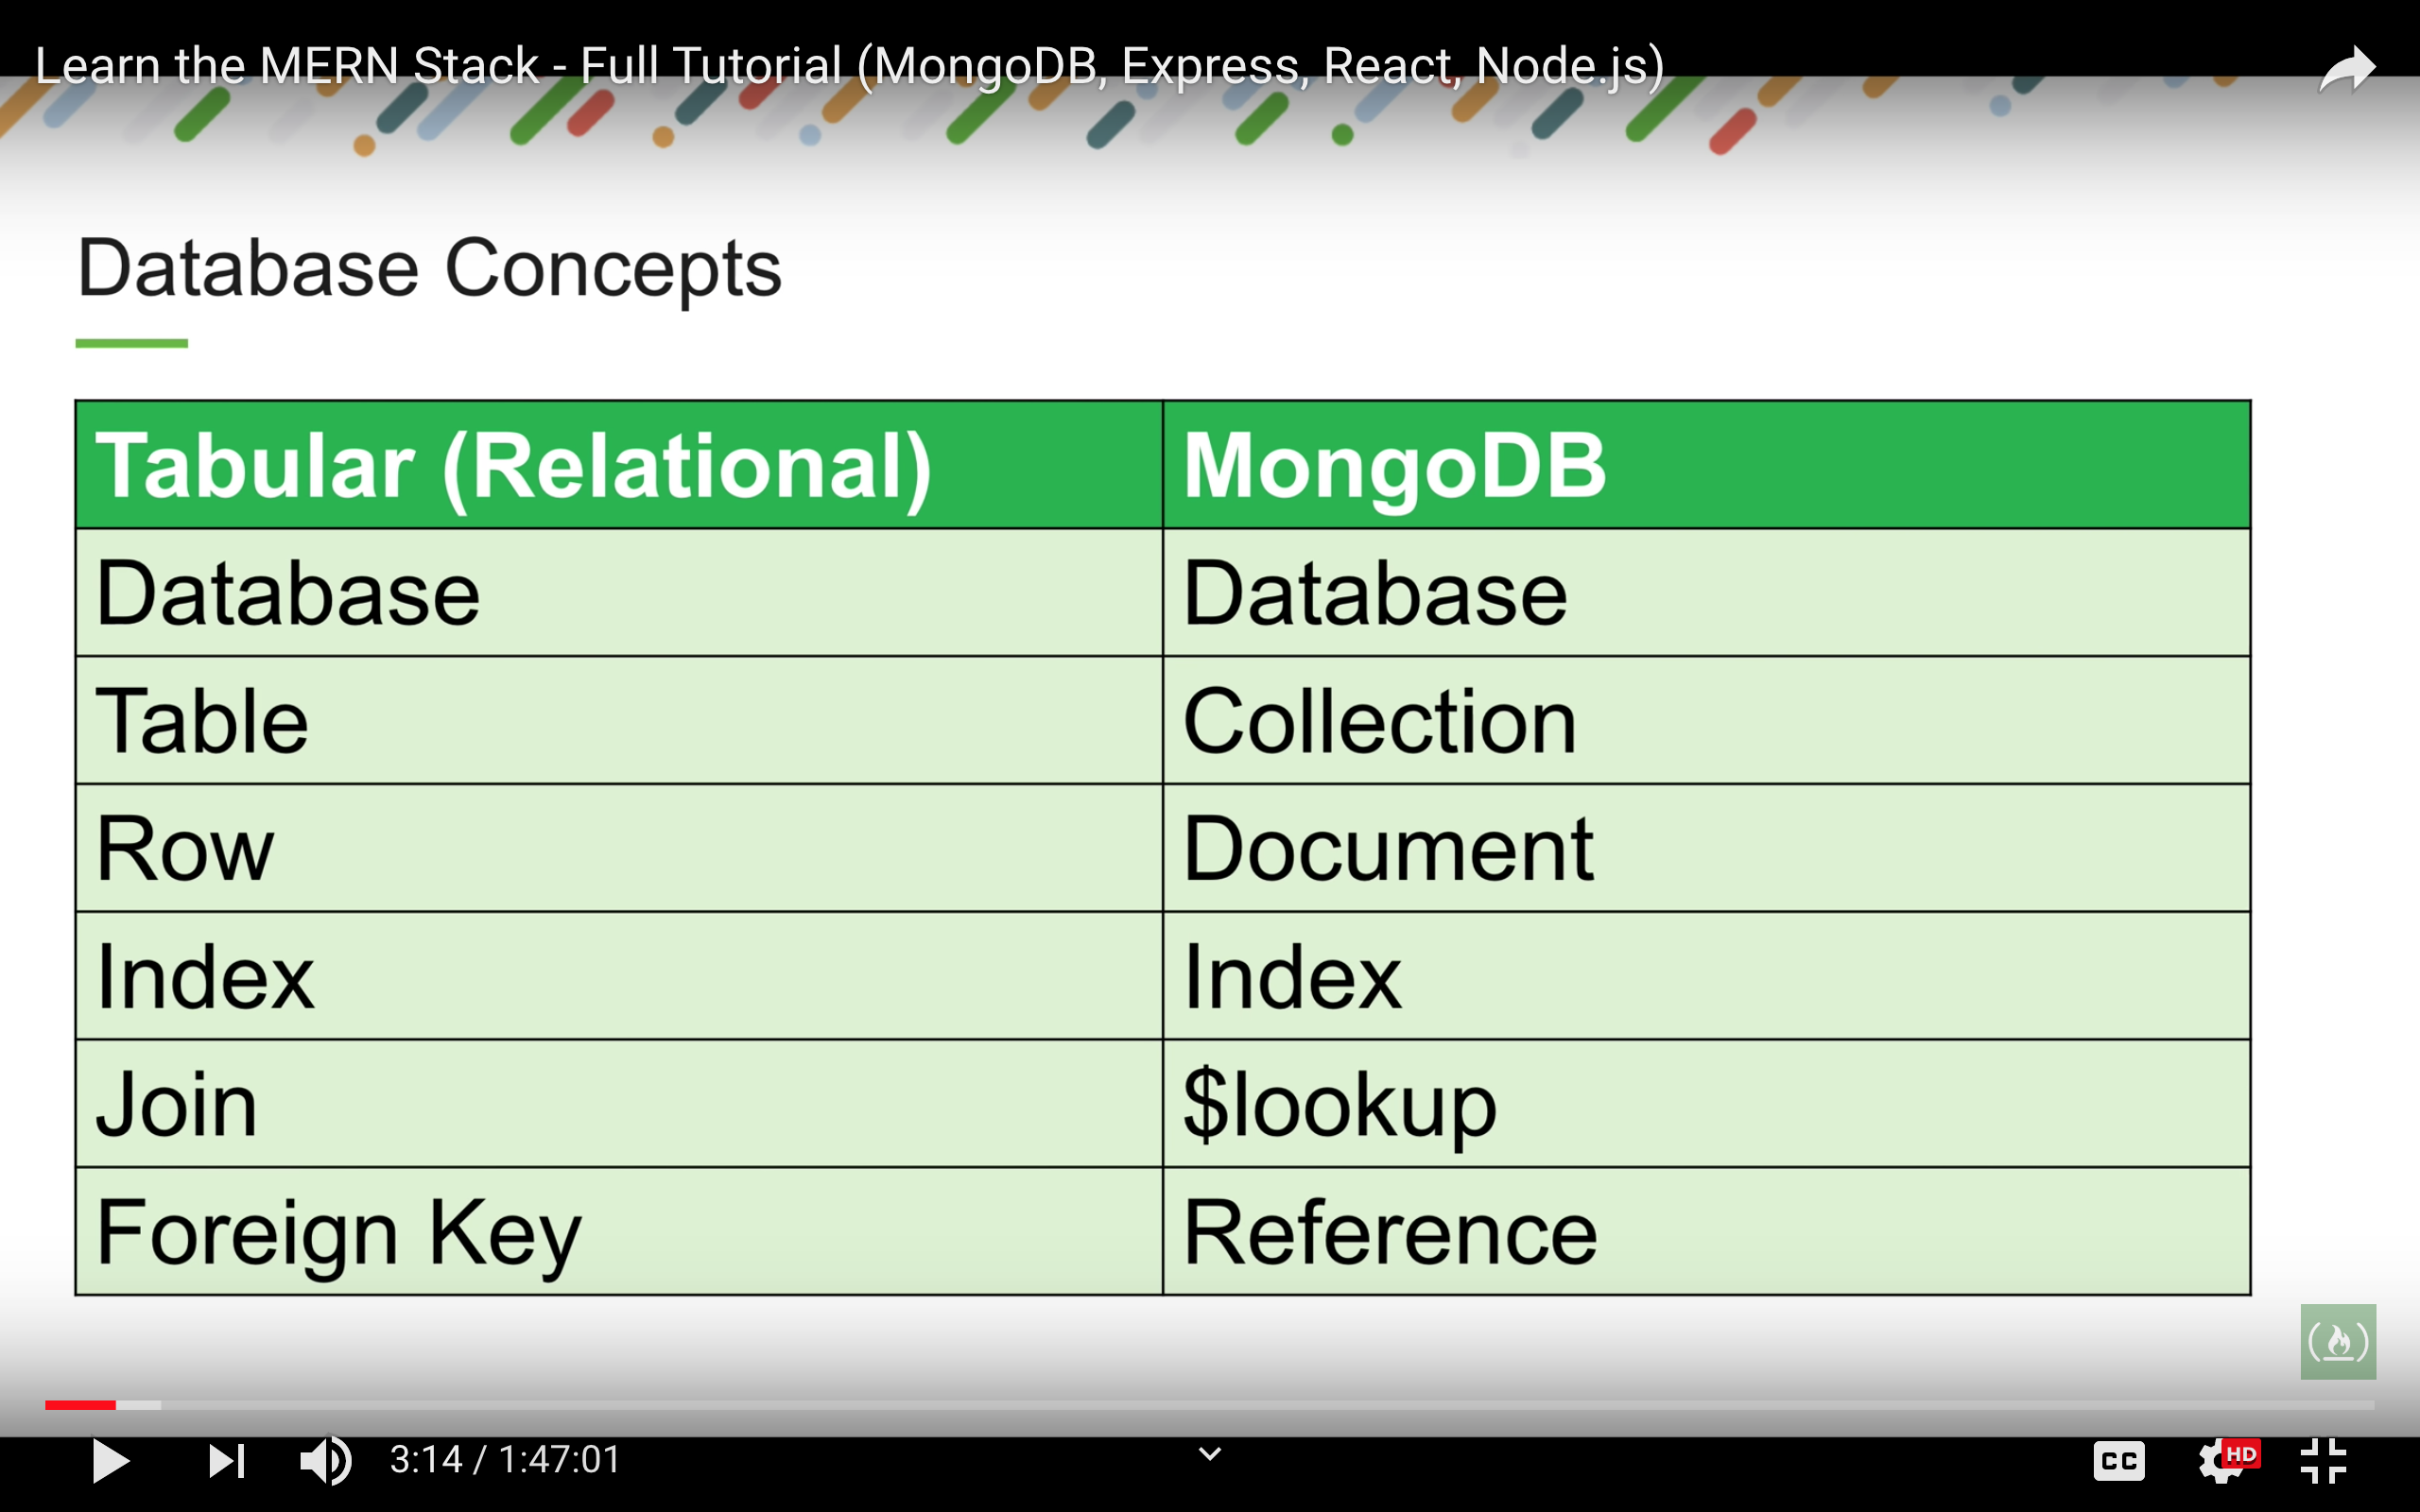 Learn the MERN Stack - Full Tutorial (MongoDB, Express, React, Node.js)
Database Concepts
Tabular (Relational) MongoDB
Database Database
Table Collection
Row Document
Index Index
Join $lookup
Foreign Key Reference
3:14 / 1:47:01 CC HD